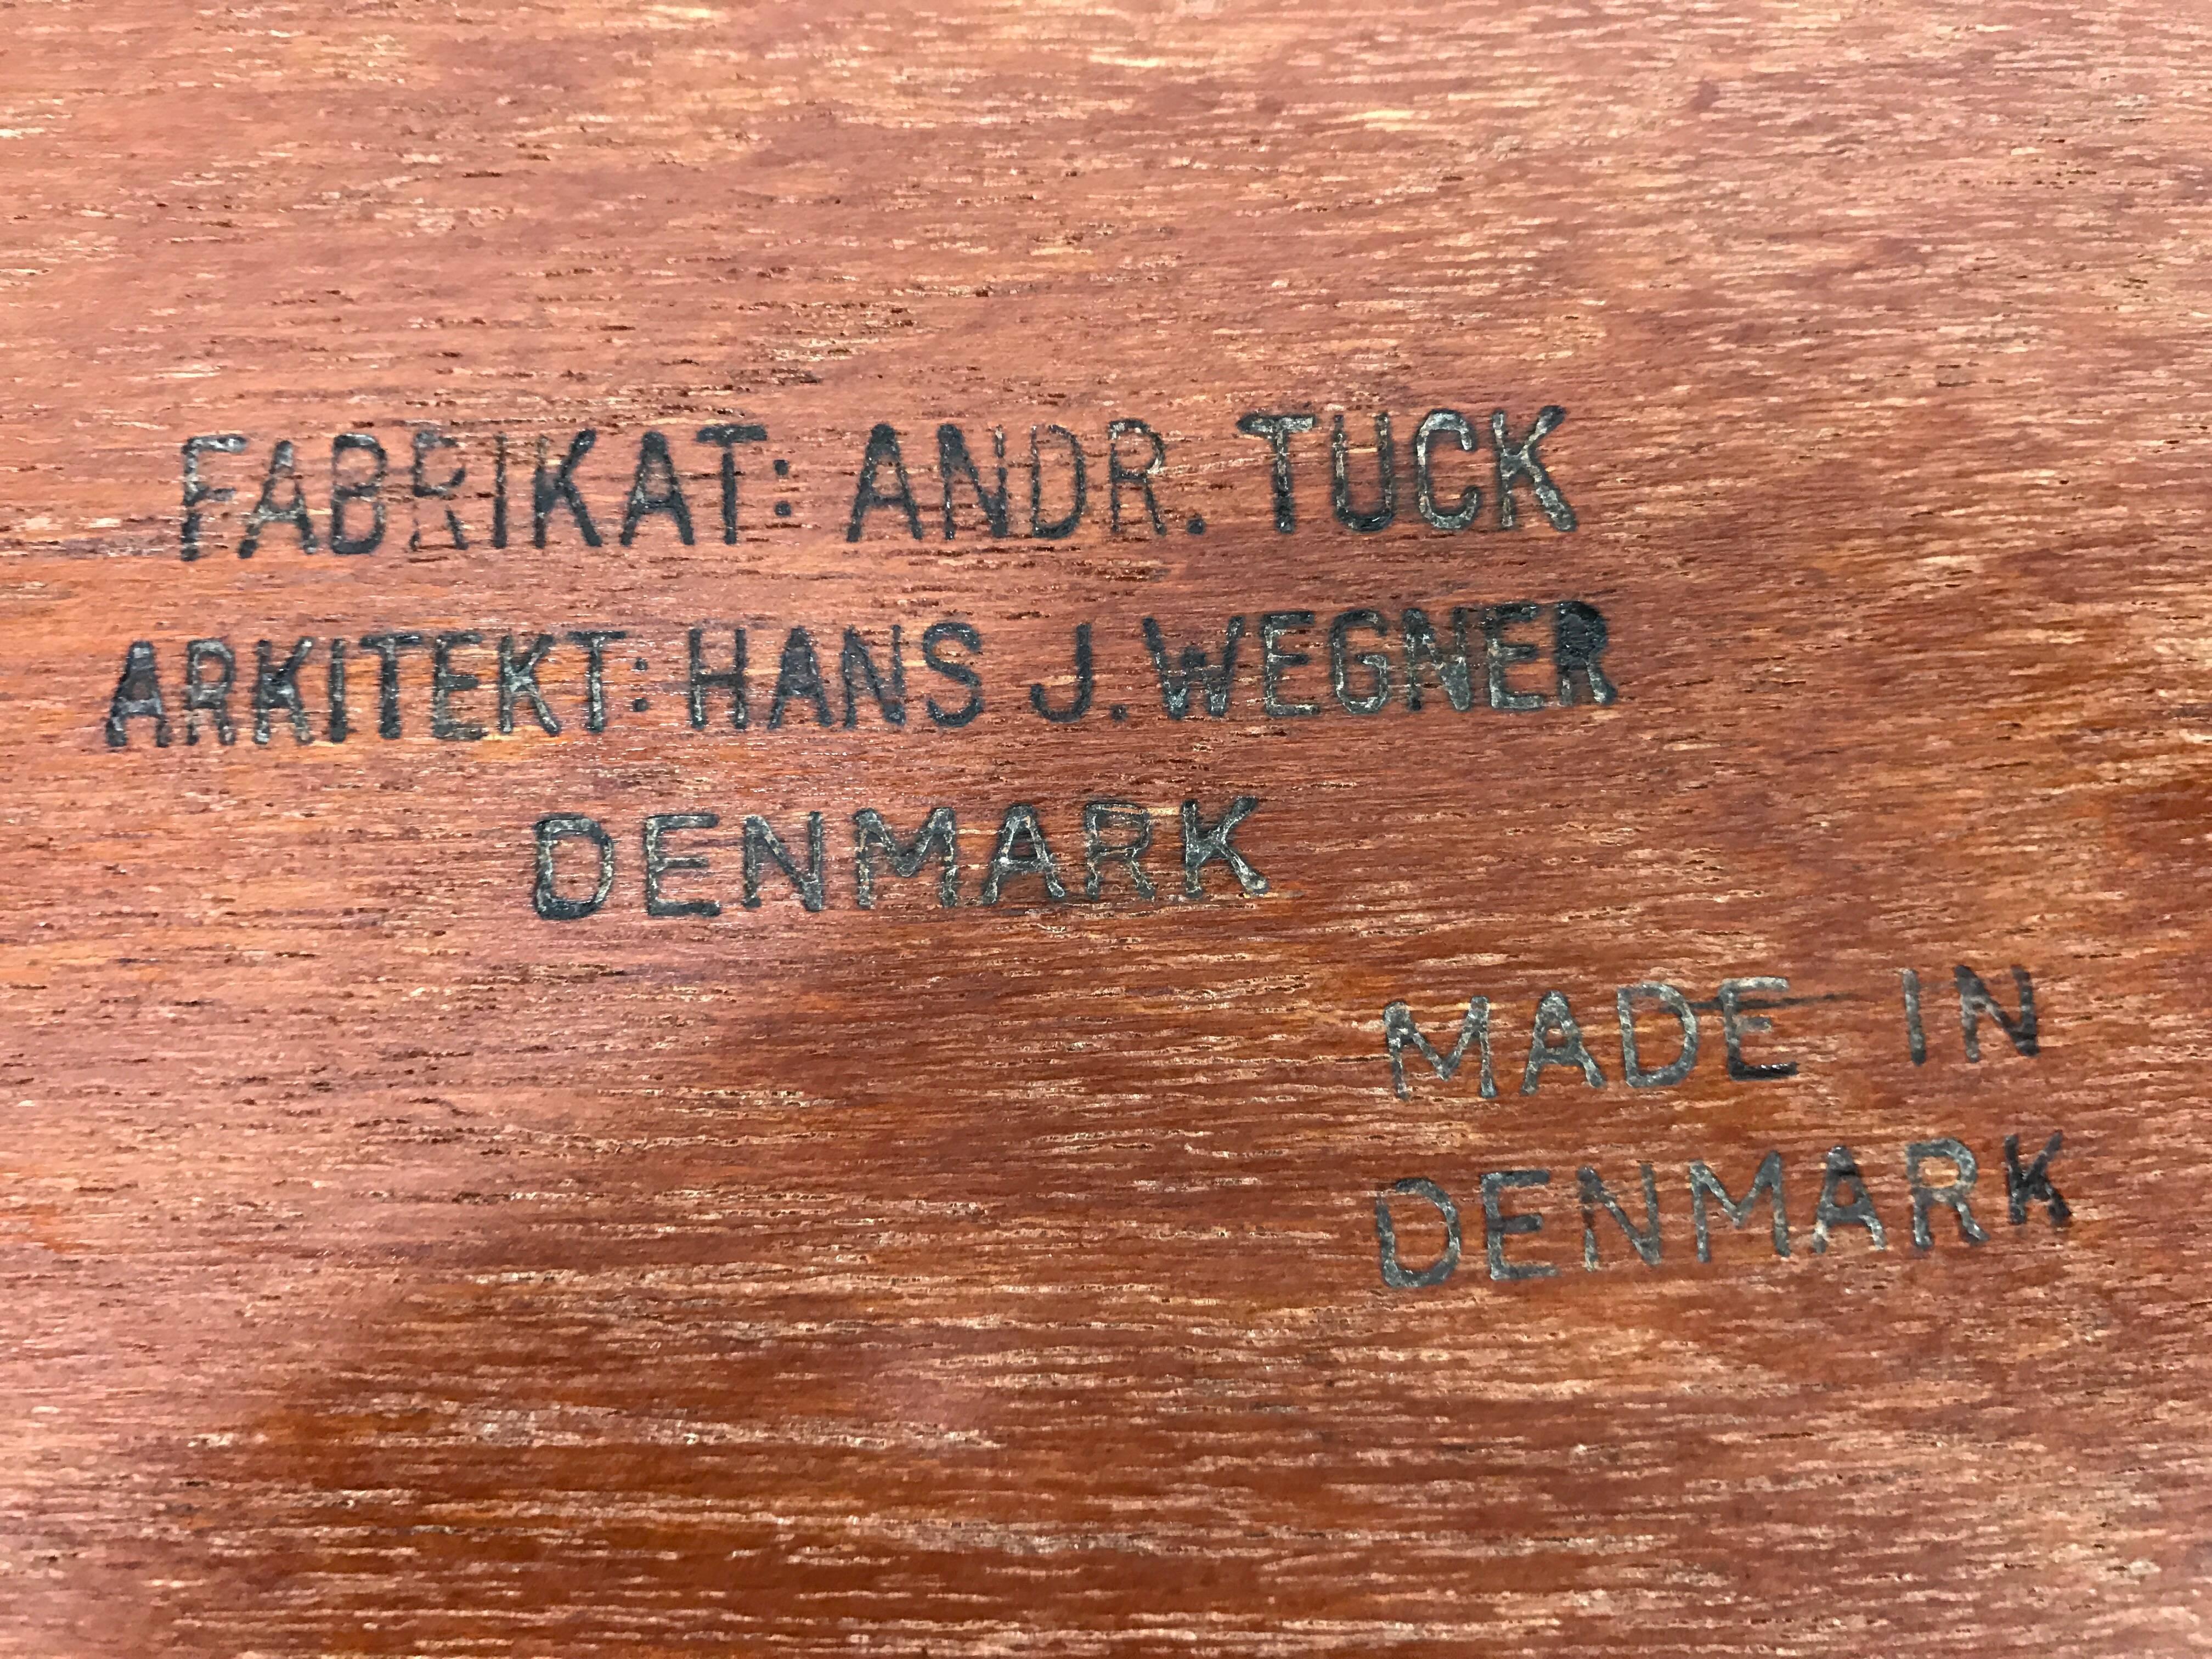 FABRIKAT: ANDR. TUCK
ARKITEKT: HANS J. WEGNER
DENMARK
MADE IN
DENMARK